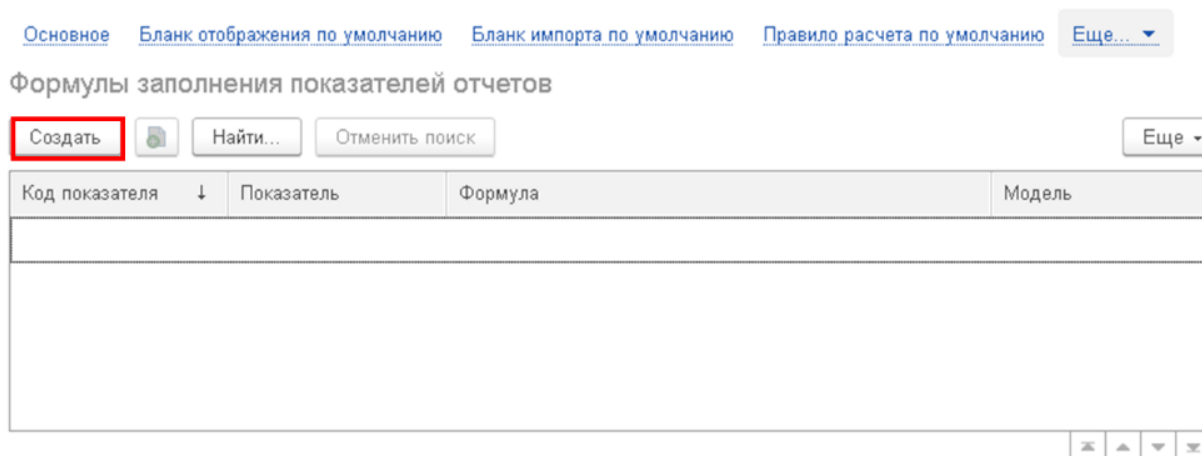 Основное Бланк отображения по умолчанию Бланк импорта по умолчанию Правило расчета по умолчанию Еще...
Формулы заполнения показателей отчетов
Создать Найти... Отменить поиск Еще
Код показателя ↓ Показатель Формула Модель